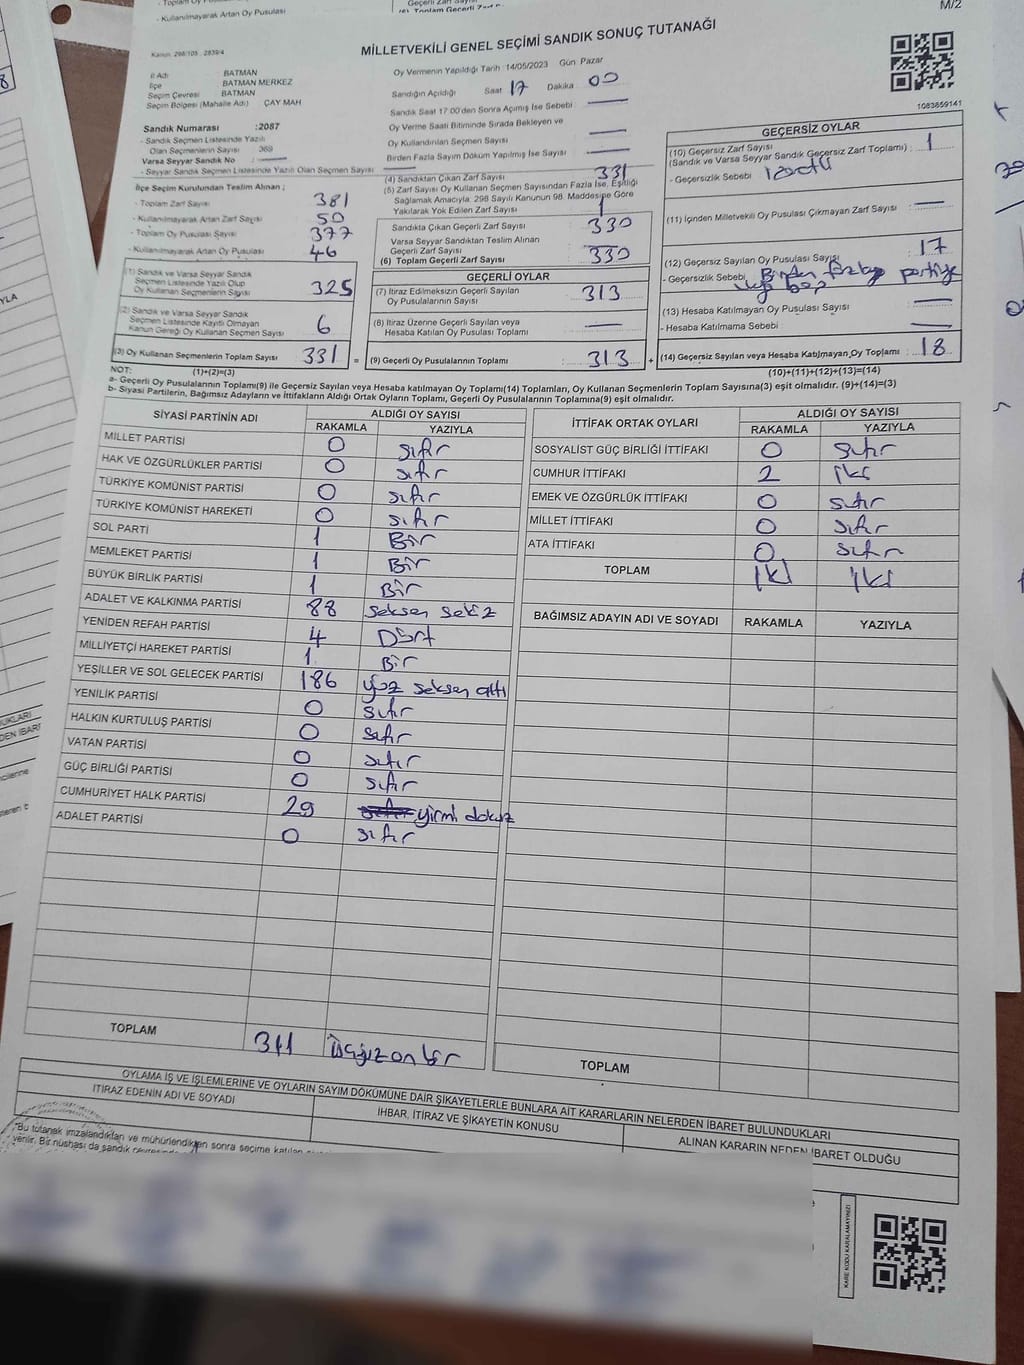 - Kullanılmayarak Artan Oy Pusulası
M/2
Kanun: 298/105 , 2839/4
MİLLETVEKİLİ GENEL SEÇİMİ SANDIK SONUÇ TUTANAĞI
İl Adı BATMAN
İlçe BATMAN MERKEZ
Seçim Çevresi BATMAN
Seçim Bölgesi (Mahalle Adı) ÇAY MAH
Oy Vermenin Yapıldığı Tarih :14/05/2023 Gün Pazar
Sandığın Açıldığı Saat 17 Dakika 00
Sandık Saat 17:00'den Sonra Açılmış İse Sebebi
Oy Verme Saati Bitiminde Sırada Bekleyen ve
Oy Kullandırılan Seçmen Sayısı
Birden Fazla Sayım Döküm Yapılmış İse Sayısı
1083859141
Sandık Numarası :2087
- Sandık Seçmen Listesinde Yazılı
Olan Seçmenlerin Sayısı 369
Varsa Seyyar Sandık No :
- Seyyar Sandık Seçmen Listesinde Yazılı Olan Seçmen Sayısı
İlçe Seçim Kurulundan Teslim Alınan ;
- Toplam Zarf Sayısı 381
- Kullanılmayarak Artan Zarf Sayısı 50
- Toplam Oy Pusulası Sayısı 377
- Kullanılmayarak Artan Oy Pusulası 46
(1) Sandık ve Varsa Seyyar Sandık
Seçmen Listesinde Yazılı Olup
Oy Kullanan Seçmenlerin Sayısı 325
(2) Sandık ve Varsa Seyyar Sandık
Seçmen Listesinde Kayıtlı Olmayan
Kanun Gereği Oy Kullanan Seçmen Sayısı 6
(3) Oy Kullanan Seçmenlerin Toplam Sayısı 331 =
(4) Sandıktan Çıkan Zarf Sayısı 331
(5) Zarf Sayısı Oy Kullanan Seçmen Sayısından Fazla İse, Eşitliği
Sağlamak Amacıyla; 298 Sayılı Kanunun 98. Maddesine Göre
Yakılarak Yok Edilen Zarf Sayısı 1
Sandıkta Çıkan Geçerli Zarf Sayısı 330
Varsa Seyyar Sandıktan Teslim Alınan
Geçerli Zarf Sayısı
(6) Toplam Geçerli Zarf Sayısı 330
GEÇERLİ OYLAR
(7) İtiraz Edilmeksizin Geçerli Sayılan
Oy Pusulalarının Sayısı 313
(8) İtiraz Üzerine Geçerli Sayılan veya
Hesaba Katılan Oy Pusulası Toplamı
(9) Geçerli Oy Pusulalarının Toplamı 313 +
GEÇERSİZ OYLAR
(10) Geçersiz Zarf Sayısı
(Sandık ve Varsa Seyyar Sandık Geçersiz Zarf Toplamı) : 1
- Geçersizlik Sebebi
(11) İçinden Milletvekili Oy Pusulası Çıkmayan Zarf Sayısı
(12) Geçersiz Sayılan Oy Pusulası Sayısı 17
- Geçersizlik Sebebi Birden fazla partiye
(13) Hesaba Katılmayan Oy Pusulası Sayısı
- Hesaba Katılmama Sebebi
(14) Geçersiz Sayılan veya Hesaba Katılmayan Oy Toplamı : 18
NOT: (1)+(2)=(3) (10)+(11)+(12)+(13)=(14)
a- Geçerli Oy Pusulalarının Toplamı(9) ile Geçersiz Sayılan veya Hesaba katılmayan Oy Toplamı(14) Toplamları, Oy Kullanan Seçmenlerin Toplam Sayısına(3) eşit olmalıdır. (9)+(14)=(3)
b- Siyasi Partilerin, Bağımsız Adayların ve İttifakların Aldığı Ortak Oyların Toplamı, Geçerli Oy Pusulalarının Toplamına(9) eşit olmalıdır.
SİYASİ PARTİNİN ADI ALDIĞI OY SAYISI
RAKAMLA YAZIYLA
MİLLET PARTİSİ 0 sıfır
HAK VE ÖZGÜRLÜKLER PARTİSİ 0 sıfır
TÜRKİYE KOMÜNİST PARTİSİ 0 sıfır
TÜRKİYE KOMÜNİST HAREKETİ 0 sıfır
SOL PARTİ 1 Bir
MEMLEKET PARTİSİ 1 Bir
BÜYÜK BİRLİK PARTİSİ 1 Bir
ADALET VE KALKINMA PARTİSİ 88 seksen sekiz
YENİDEN REFAH PARTİSİ 4 Dört
MİLLİYETÇİ HAREKET PARTİSİ 1 Bir
YEŞİLLER VE SOL GELECEK PARTİSİ 186 yüz seksen altı
YENİLİK PARTİSİ 0 sıfır
HALKIN KURTULUŞ PARTİSİ 0 sıfır
VATAN PARTİSİ 0 sıfır
GÜÇ BİRLİĞİ PARTİSİ 0 sıfır
CUMHURİYET HALK PARTİSİ 29 yirmi dokuz
ADALET PARTİSİ 0 sıfır
TOPLAM 311 üçyüz on bir
İTTİFAK ORTAK OYLARI ALDIĞI OY SAYISI
RAKAMLA YAZIYLA
SOSYALİST GÜÇ BİRLİĞİ İTTİFAKI 0 sıfır
CUMHUR İTTİFAKI 2 iki
EMEK VE ÖZGÜRLÜK İTTİFAKI 0 sıfır
MİLLET İTTİFAKI 0 sıfır
ATA İTTİFAKI 0 sıfır
TOPLAM iki iki
BAĞIMSIZ ADAYIN ADI VE SOYADI RAKAMLA YAZIYLA
TOPLAM
OYLAMA İŞ VE İŞLEMLERİNE VE OYLARIN SAYIM DÖKÜMÜNE DAİR ŞİKAYETLERLE BUNLARA AİT KARARLARIN NELERDEN İBARET BULUNDUKLARI
İTİRAZ EDENİN ADI VE SOYADI İHBAR, İTİRAZ VE ŞİKAYETİN KONUSU ALINAN KARARIN NEDEN İBARET OLDUĞU
"Bu tutanak imzalandıktan ve mühürlendikten sonra seçime katılan
verilir. Bir nüshası da sandık çevresinde
KARE KODU KARALAMAYINIZ!